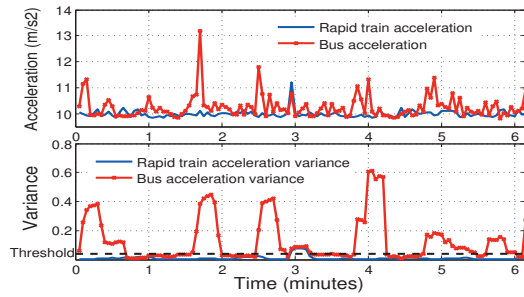 14
13
12
11
10
Acceleration (m/s2)
Rapid train acceleration
Bus acceleration
0 1 2 3 4 5 6
0.8
0.6
0.4
0.2
Threshold
0
Variance
Rapid train acceleration variance
Bus acceleration variance
0 1 2 3 4 5 6
Time (minutes)